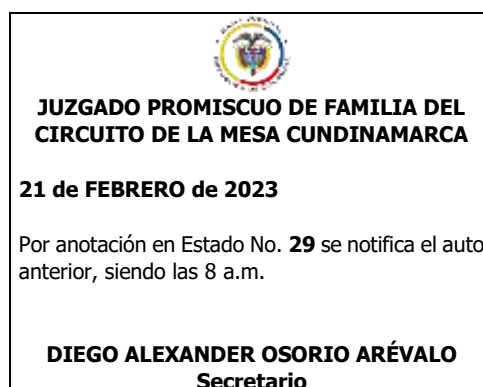 JUZGADO PROMISCUO DE FAMILIA DEL
CIRCUITO DE LA MESA CUNDINAMARCA
21 de FEBRERO de 2023
Por anotación en Estado No. 29 se notifica el auto
anterior, siendo las 8 a.m.
DIEGO ALEXANDER OSORIO ARÉVALO
Secretario